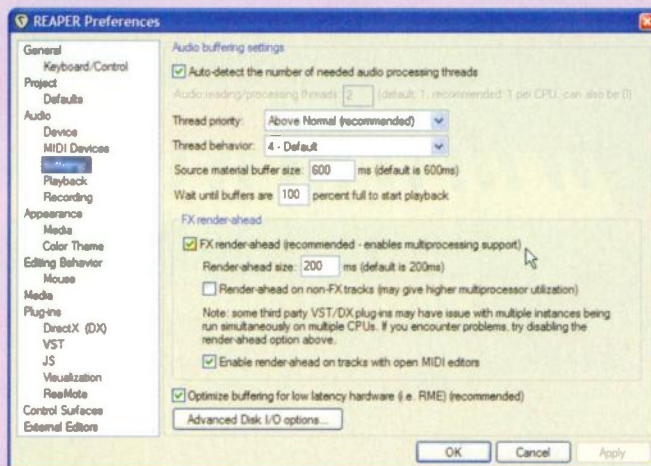 REAPER Preferences
General
Keyboard/Control
Project
Defaults
Audio
Device
MIDI Devices
Playback
Recording
Appearance
Media
Color Theme
Editing Behavior
Mouse
Media
Plug-ins
DirectX (DX)
VST
JS
Visualization
ReaMote
Control Surfaces
External Editors
Audio buffering settings
Auto-detect the number of needed audio processing threads
Audio reading/processing threads: 2 (default: 1, recommended: 1 per CPU, can also be 0)
Thread priority: Above Normal (recommended)
Thread behavior: 4 - Default
Source material buffer size: 600 ms (default is 600ms)
Wait until buffers are 100 percent full to start playback
FX render-ahead
FX render-ahead (recommended - enables multiprocessing support)
Render-ahead size: 200 ms (default is 200ms)
Render-ahead on non-FX tracks (may give higher multiprocessor utilization)
Note: some third party VST/DX plug-ins may have issue with multiple instances being
run simultaneously on multiple CPUs. If you encounter problems, try disabling the
render-ahead option above.
Enable render-ahead on tracks with open MIDI editors
Optimize buffering for low latency hardware (i.e. RME) (recommended)
Advanced Disk I/O options...
OK Cancel Apply